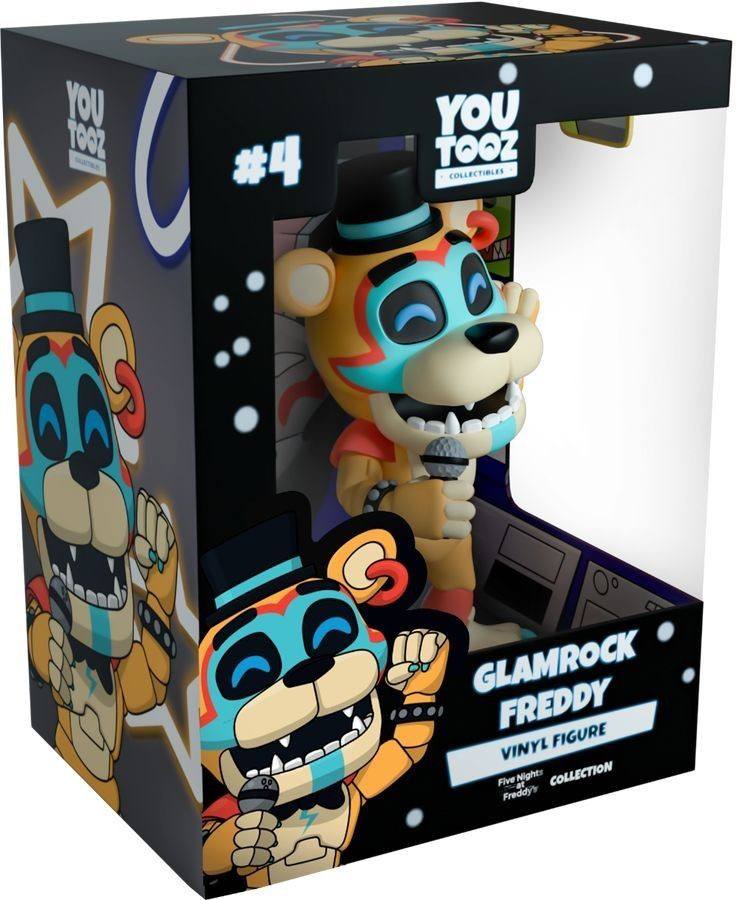 YOU
TOOZ
COLLECTIBLES
#4
YOU
TOOZ
COLLECTIBLES
GLAMROCK
FREDDY
VINYL FIGURE
Five Nights
at
Freddy's
COLLECTION